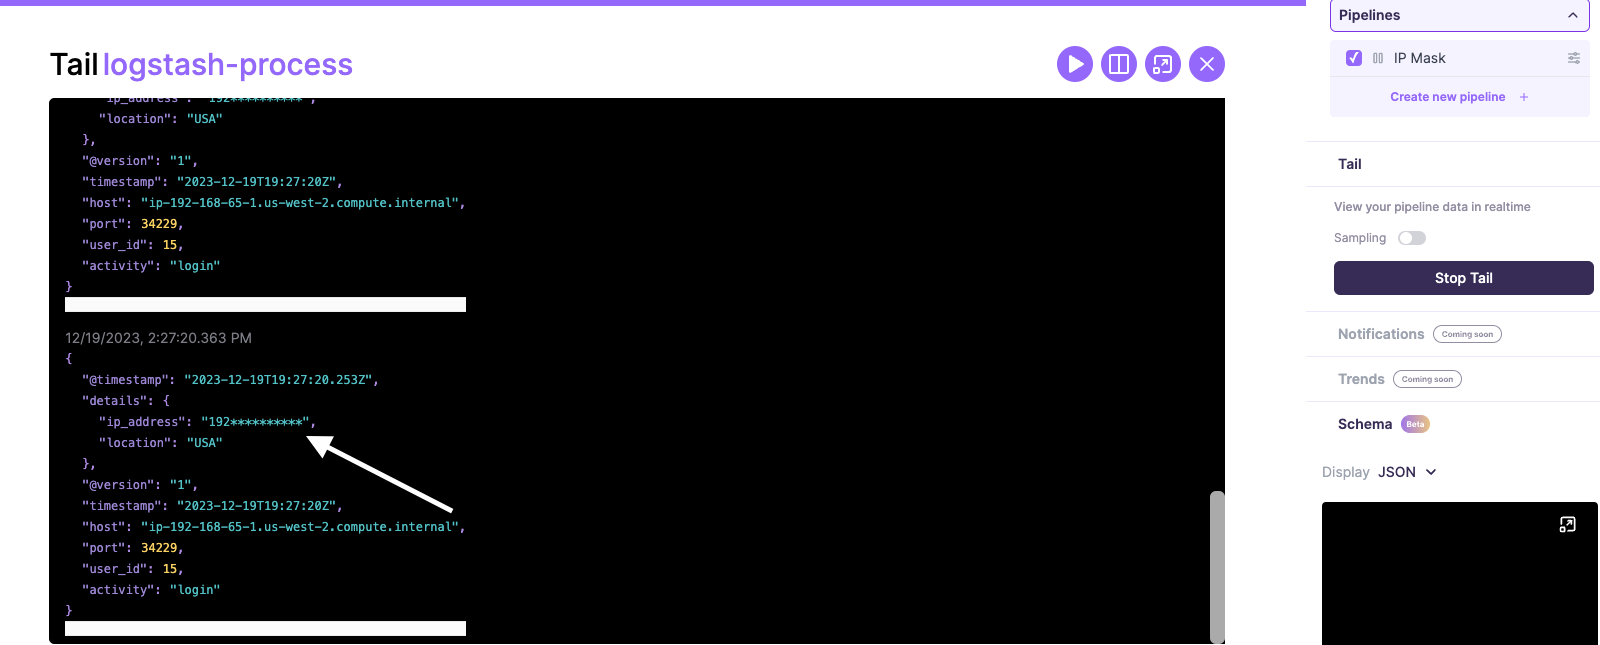 Tail logstash-process
"ip_address": "192**********",
"location": "USA"
},
"@version": "1",
"timestamp": "2023-12-19T19:27:20Z",
"host": "ip-192-168-65-1.us-west-2.compute.internal",
"port": 34229,
"user_id": 15,
"activity": "login"
}
12/19/2023, 2:27:20.363 PM
{
"@timestamp": "2023-12-19T19:27:20.253Z",
"details": {
"ip_address": "192**********",
"location": "USA"
},
"@version": "1",
"timestamp": "2023-12-19T19:27:20Z",
"host": "ip-192-168-65-1.us-west-2.compute.internal",
"port": 34229,
"user_id": 15,
"activity": "login"
}
Pipelines
IP Mask
Create new pipeline +
Tail
View your pipeline data in realtime
Sampling
Stop Tail
Notifications Coming soon
Trends Coming soon
Schema Beta
Display JSON